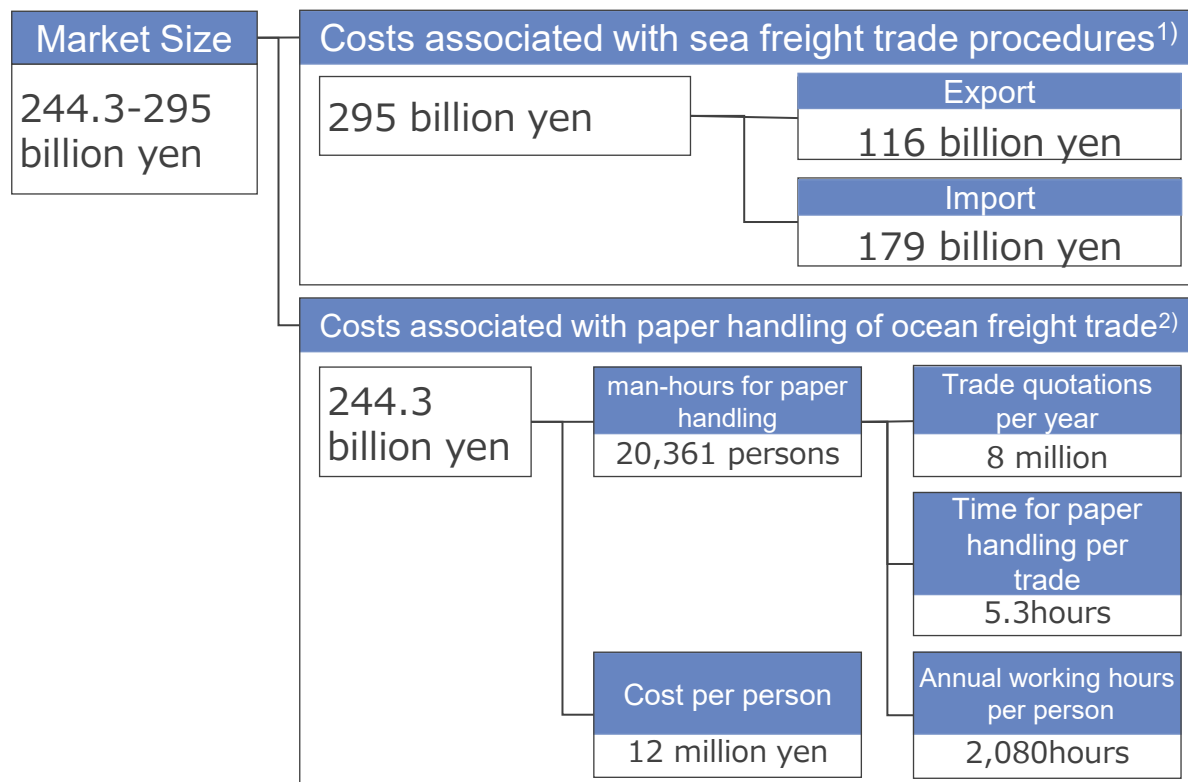 Market Size
244.3-295
billion yen
Costs associated with sea freight trade procedures1)
295 billion yen
Export
116 billion yen
Import
179 billion yen
Costs associated with paper handling of ocean freight trade2)
244.3
billion yen
man-hours for paper
handling
20,361 persons
Trade quotations
per year
8 million
Time for paper
handling per
trade
5.3hours
Cost per person
12 million yen
Annual working hours
per person
2,080hours